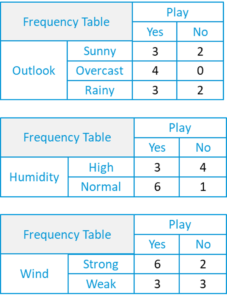 Frequency Table Play
Yes No
Outlook Sunny 3 2
Overcast 4 0
Rainy 3 2
Frequency Table Play
Yes No
Humidity High 3 4
Normal 6 1
Frequency Table Play
Yes No
Wind Strong 6 2
Weak 3 3